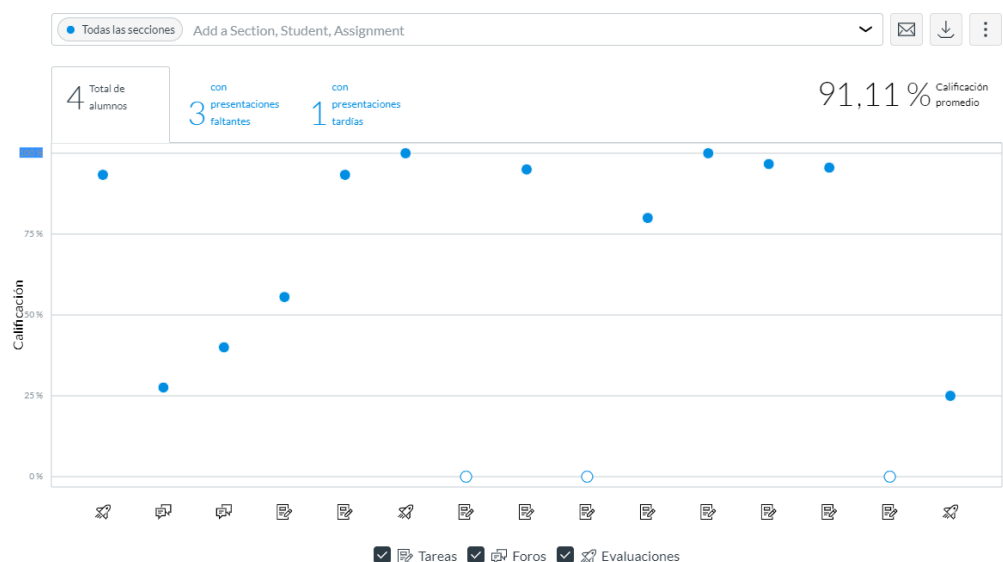 Todas las secciones Add a Section, Student, Assignment
4 Total de alumnos
3 con presentaciones faltantes
1 con presentaciones tardías
91,11 % Calificación promedio
75 %
50 %
25 %
0 %
Calificación
Tareas Foros Evaluaciones